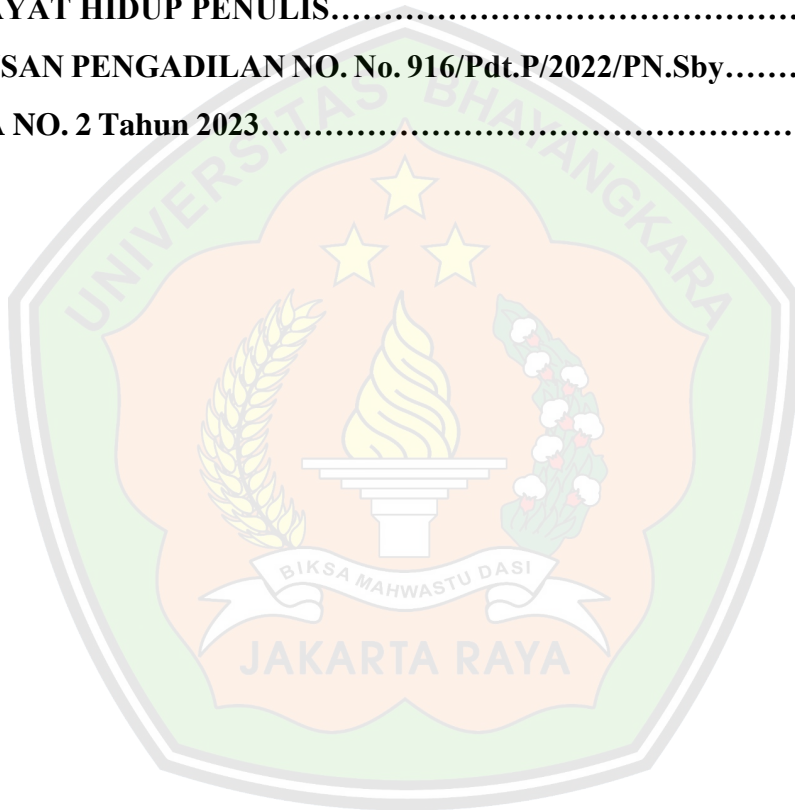 AYAT HIDUP PENULIS……………………………………
SAN PENGADILAN NO. No. 916/Pdt.P/2022/PN.Sby…….
NO. 2 Tahun 2023……………………………………………
UNIVERSITAS BHAYANGKARA
BIKSA MAHWASTU DASI
JAKARTA RAYA